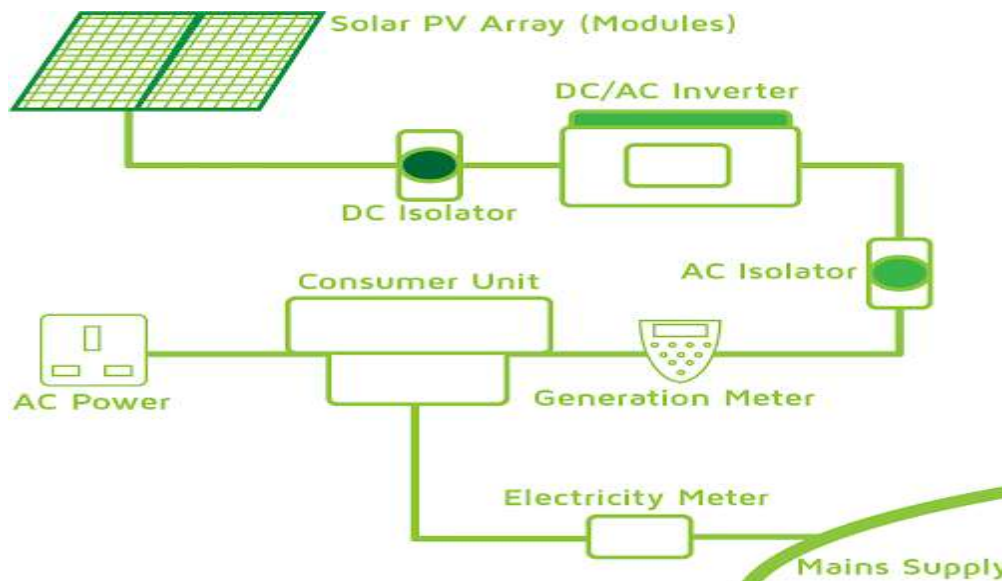 Solar PV Array (Modules)
DC/AC Inverter
DC Isolator
AC Isolator
Consumer Unit
AC Power
Generation Meter
Electricity Meter
Mains Supply